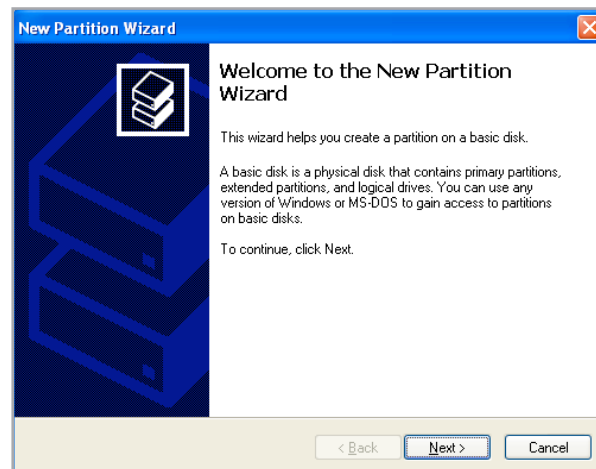 New Partition Wizard
Welcome to the New Partition
Wizard
This wizard helps you create a partition on a basic disk.
A basic disk is a physical disk that contains primary partitions,
extended partitions, and logical drives. You can use any
version of Windows or MS-DOS to gain access to partitions
on basic disks.
To continue, click Next.
< Back Next > Cancel